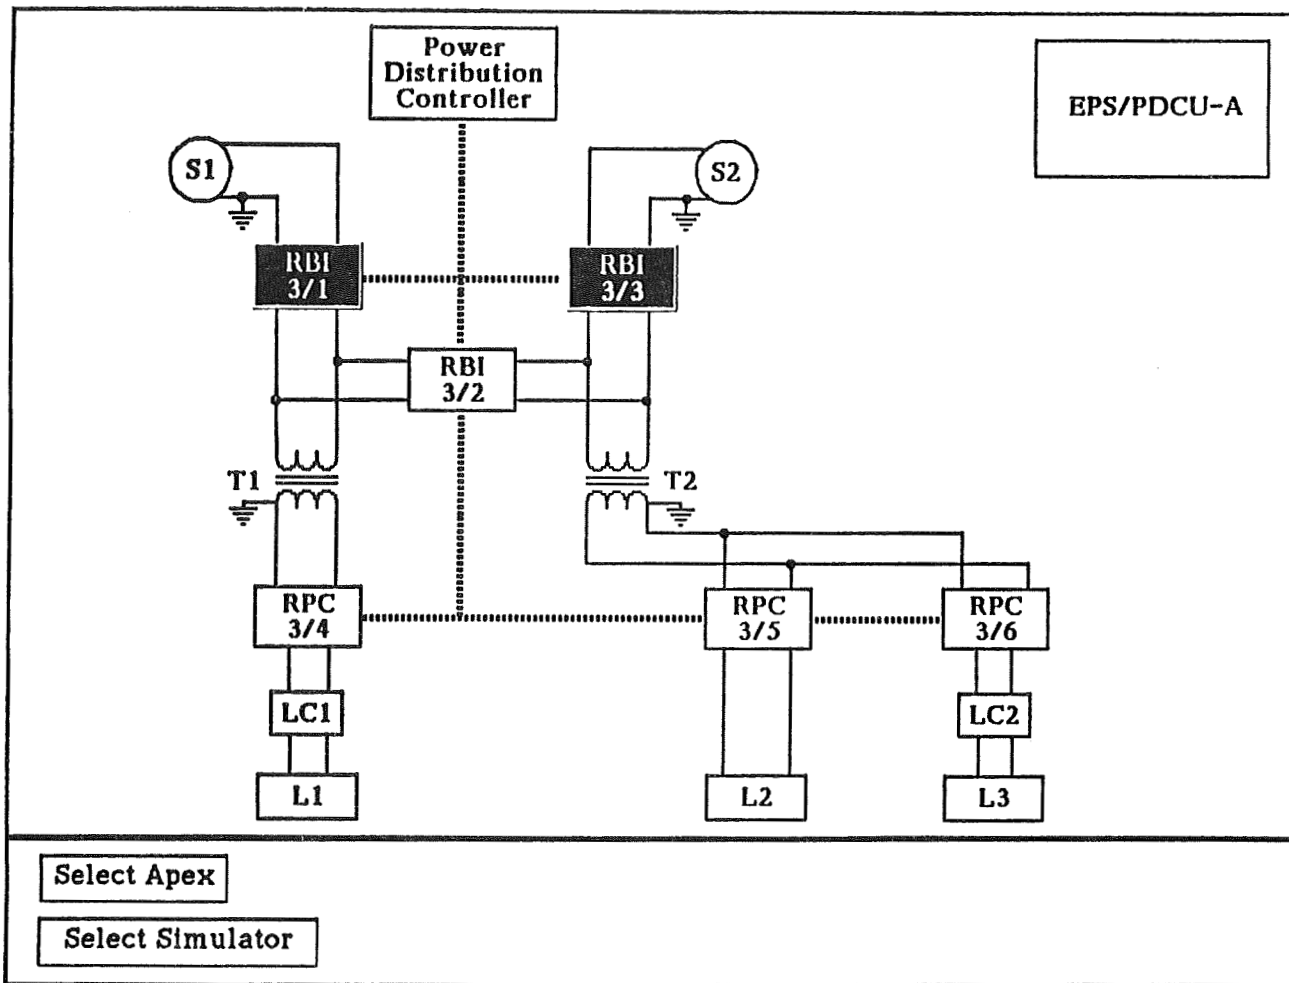 Power
Distribution
Controller
EPS/PDCU-A
S1
S2
RBI
3/1
RBI
3/3
RBI
3/2
T1
T2
RPC
3/4
RPC
3/5
RPC
3/6
LC1
LC2
L1
L2
L3
Select Apex
Select Simulator